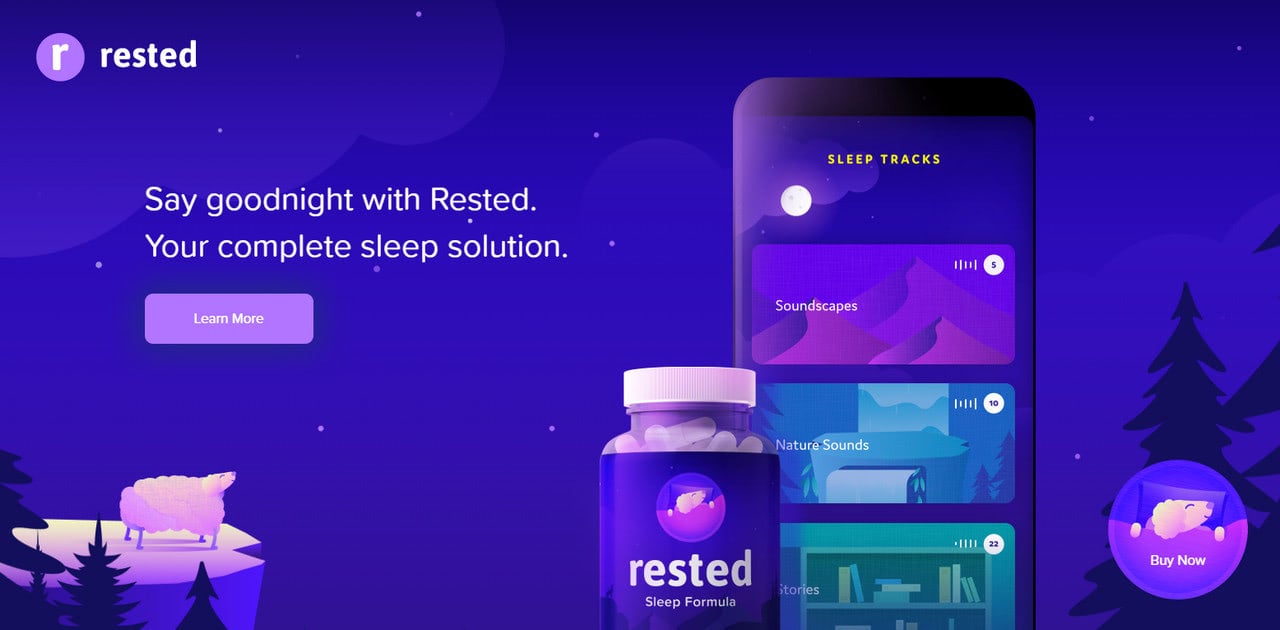 r rested
Say goodnight with Rested.
Your complete sleep solution.
Learn More
SLEEP TRACKS
5
Soundscapes
10
Nature Sounds
22
Stories
rested
Sleep Formula
Buy Now